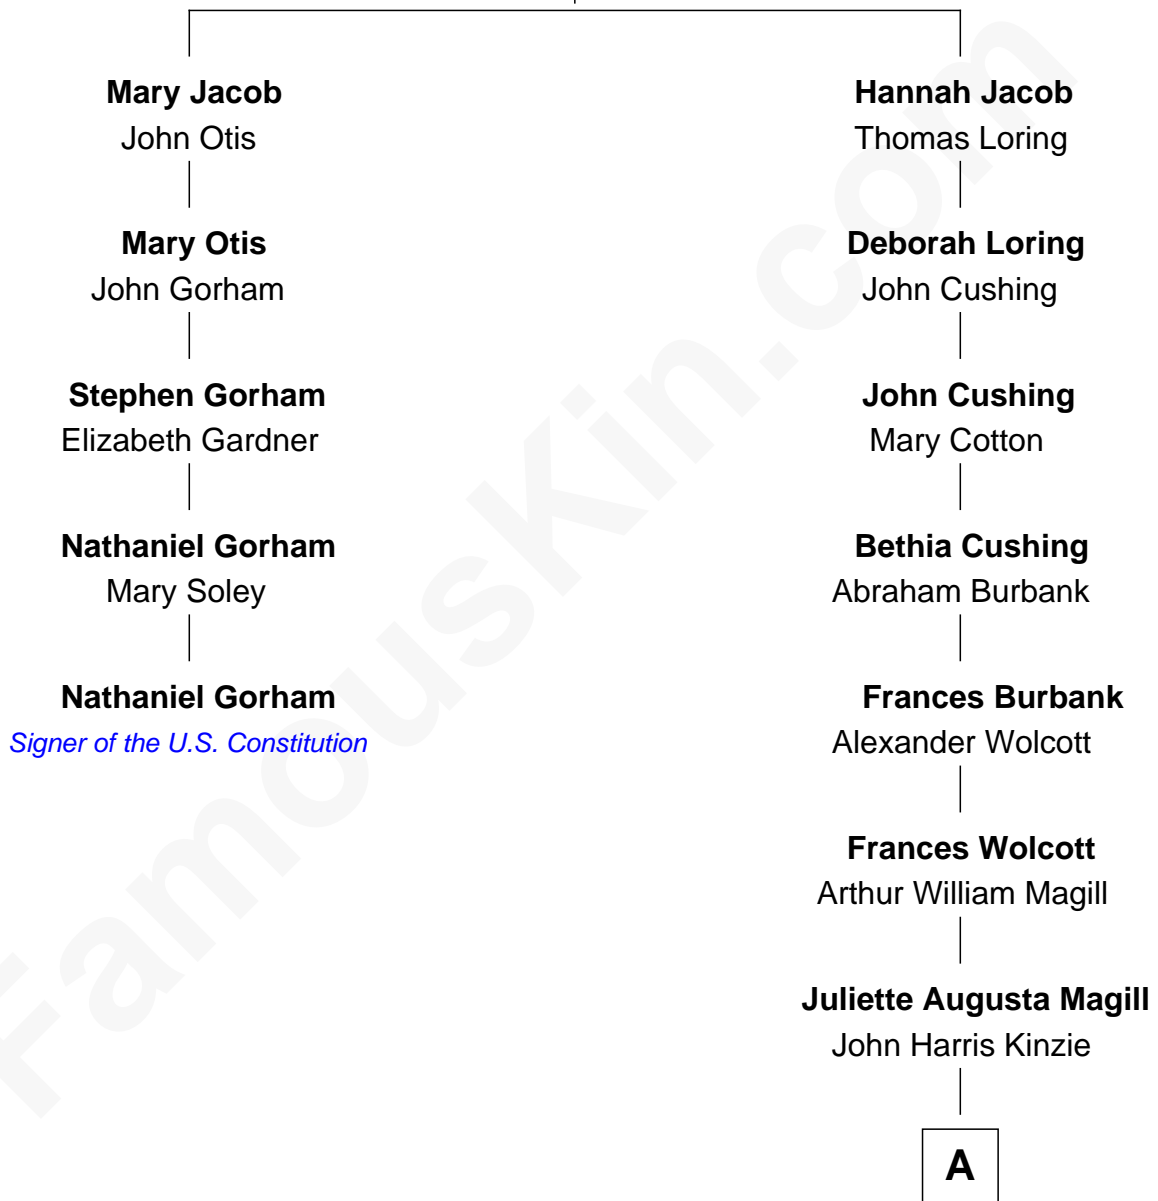 Mary Jacob
John Otis
Mary Otis
John Gorham
Stephen Gorham
Elizabeth Gardner
Nathaniel Gorham
Mary Soley
Nathaniel Gorham
Signer of the U.S. Constitution
Hannah Jacob
Thomas Loring
Deborah Loring
John Cushing
John Cushing
Mary Cotton
Bethia Cushing
Abraham Burbank
Frances Burbank
Alexander Wolcott
Frances Wolcott
Arthur William Magill
Juliette Augusta Magill
John Harris Kinzie
A
FamousKin.com